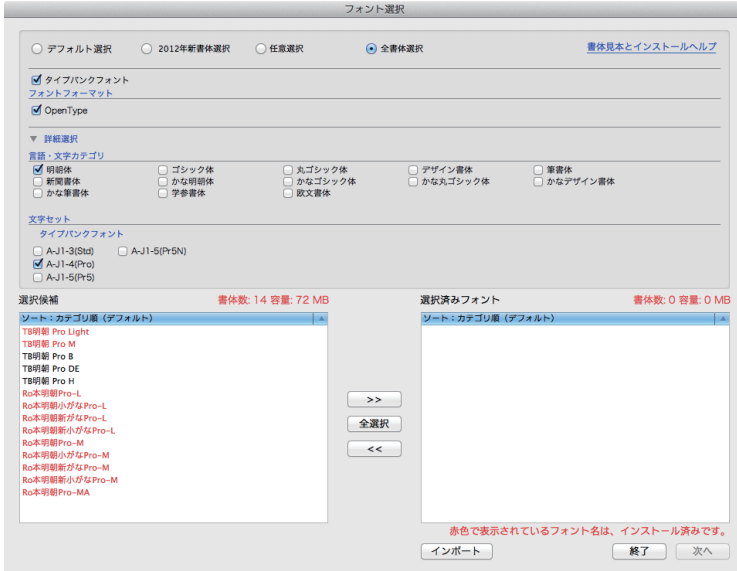 フォント選択
デフォルト選択 2012年新書体選択 任意選択 全書体選択 書体見本とインストールヘルプ
タイプバンクフォント
フォントフォーマット
OpenType
詳細選択
言語・文字カテゴリ
明朝体 ゴシック体 丸ゴシック体 デザイン書体 筆書体
新聞書体 かな明朝体 かなゴシック体 かな丸ゴシック体 かなデザイン書体
かな筆書体 学参書体 欧文書体
文字セット
タイプバンクフォント
A-J1-3(Std) A-J1-5(Pr5N)
A-J1-4(Pro)
A-J1-5(Pr5)
選択候補 書体数: 14 容量: 72 MB
ソート：カテゴリ順（デフォルト）
TB明朝 Pro Light
TB明朝 Pro M
TB明朝 Pro B
TB明朝 Pro DE
TB明朝 Pro H
Ro本明朝Pro-L
Ro本明朝小がなPro-L
Ro本明朝新がなPro-L
Ro本明朝新小がなPro-L
Ro本明朝Pro-M
Ro本明朝小がなPro-M
Ro本明朝新がなPro-M
Ro本明朝新小がなPro-M
Ro本明朝Pro-MA
>>
全選択
<<
選択済みフォント 書体数: 0 容量: 0 MB
ソート：カテゴリ順（デフォルト）
赤色で表示されているフォント名は、インストール済みです。
インポート 終了 次へ